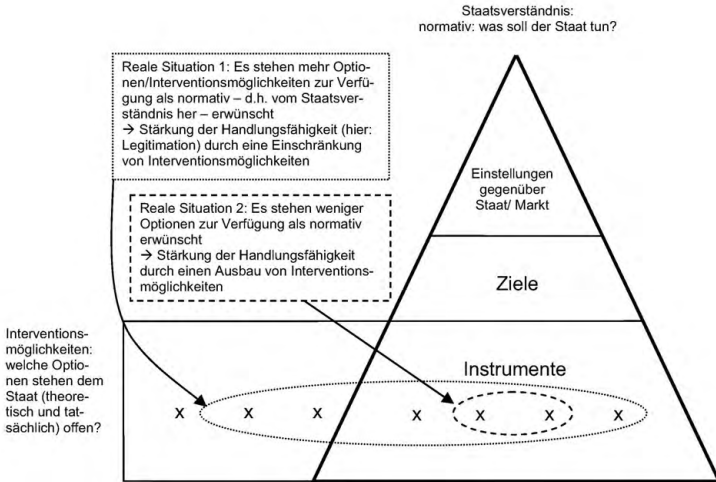 Staatsverständnis:
normativ: was soll der Staat tun?
Reale Situation 1: Es stehen mehr Optio-
nen/Interventionsmöglichkeiten zur Verfü-
gung als normativ – d.h. vom Staatsver-
ständnis her – erwünscht
→ Stärkung der Handlungsfähigkeit (hier:
Legitimation) durch eine Einschränkung
von Interventionsmöglichkeiten
Reale Situation 2: Es stehen weniger
Optionen zur Verfügung als normativ
erwünscht
→ Stärkung der Handlungsfähigkeit
durch einen Ausbau von Interventions-
möglichkeiten
Einstellungen
gegenüber
Staat/ Markt
Ziele
Instrumente
Interventions-
möglichkeiten:
welche Optio-
nen stehen dem
Staat (theore-
tisch und tat-
sächlich) offen?
x x x x x x x